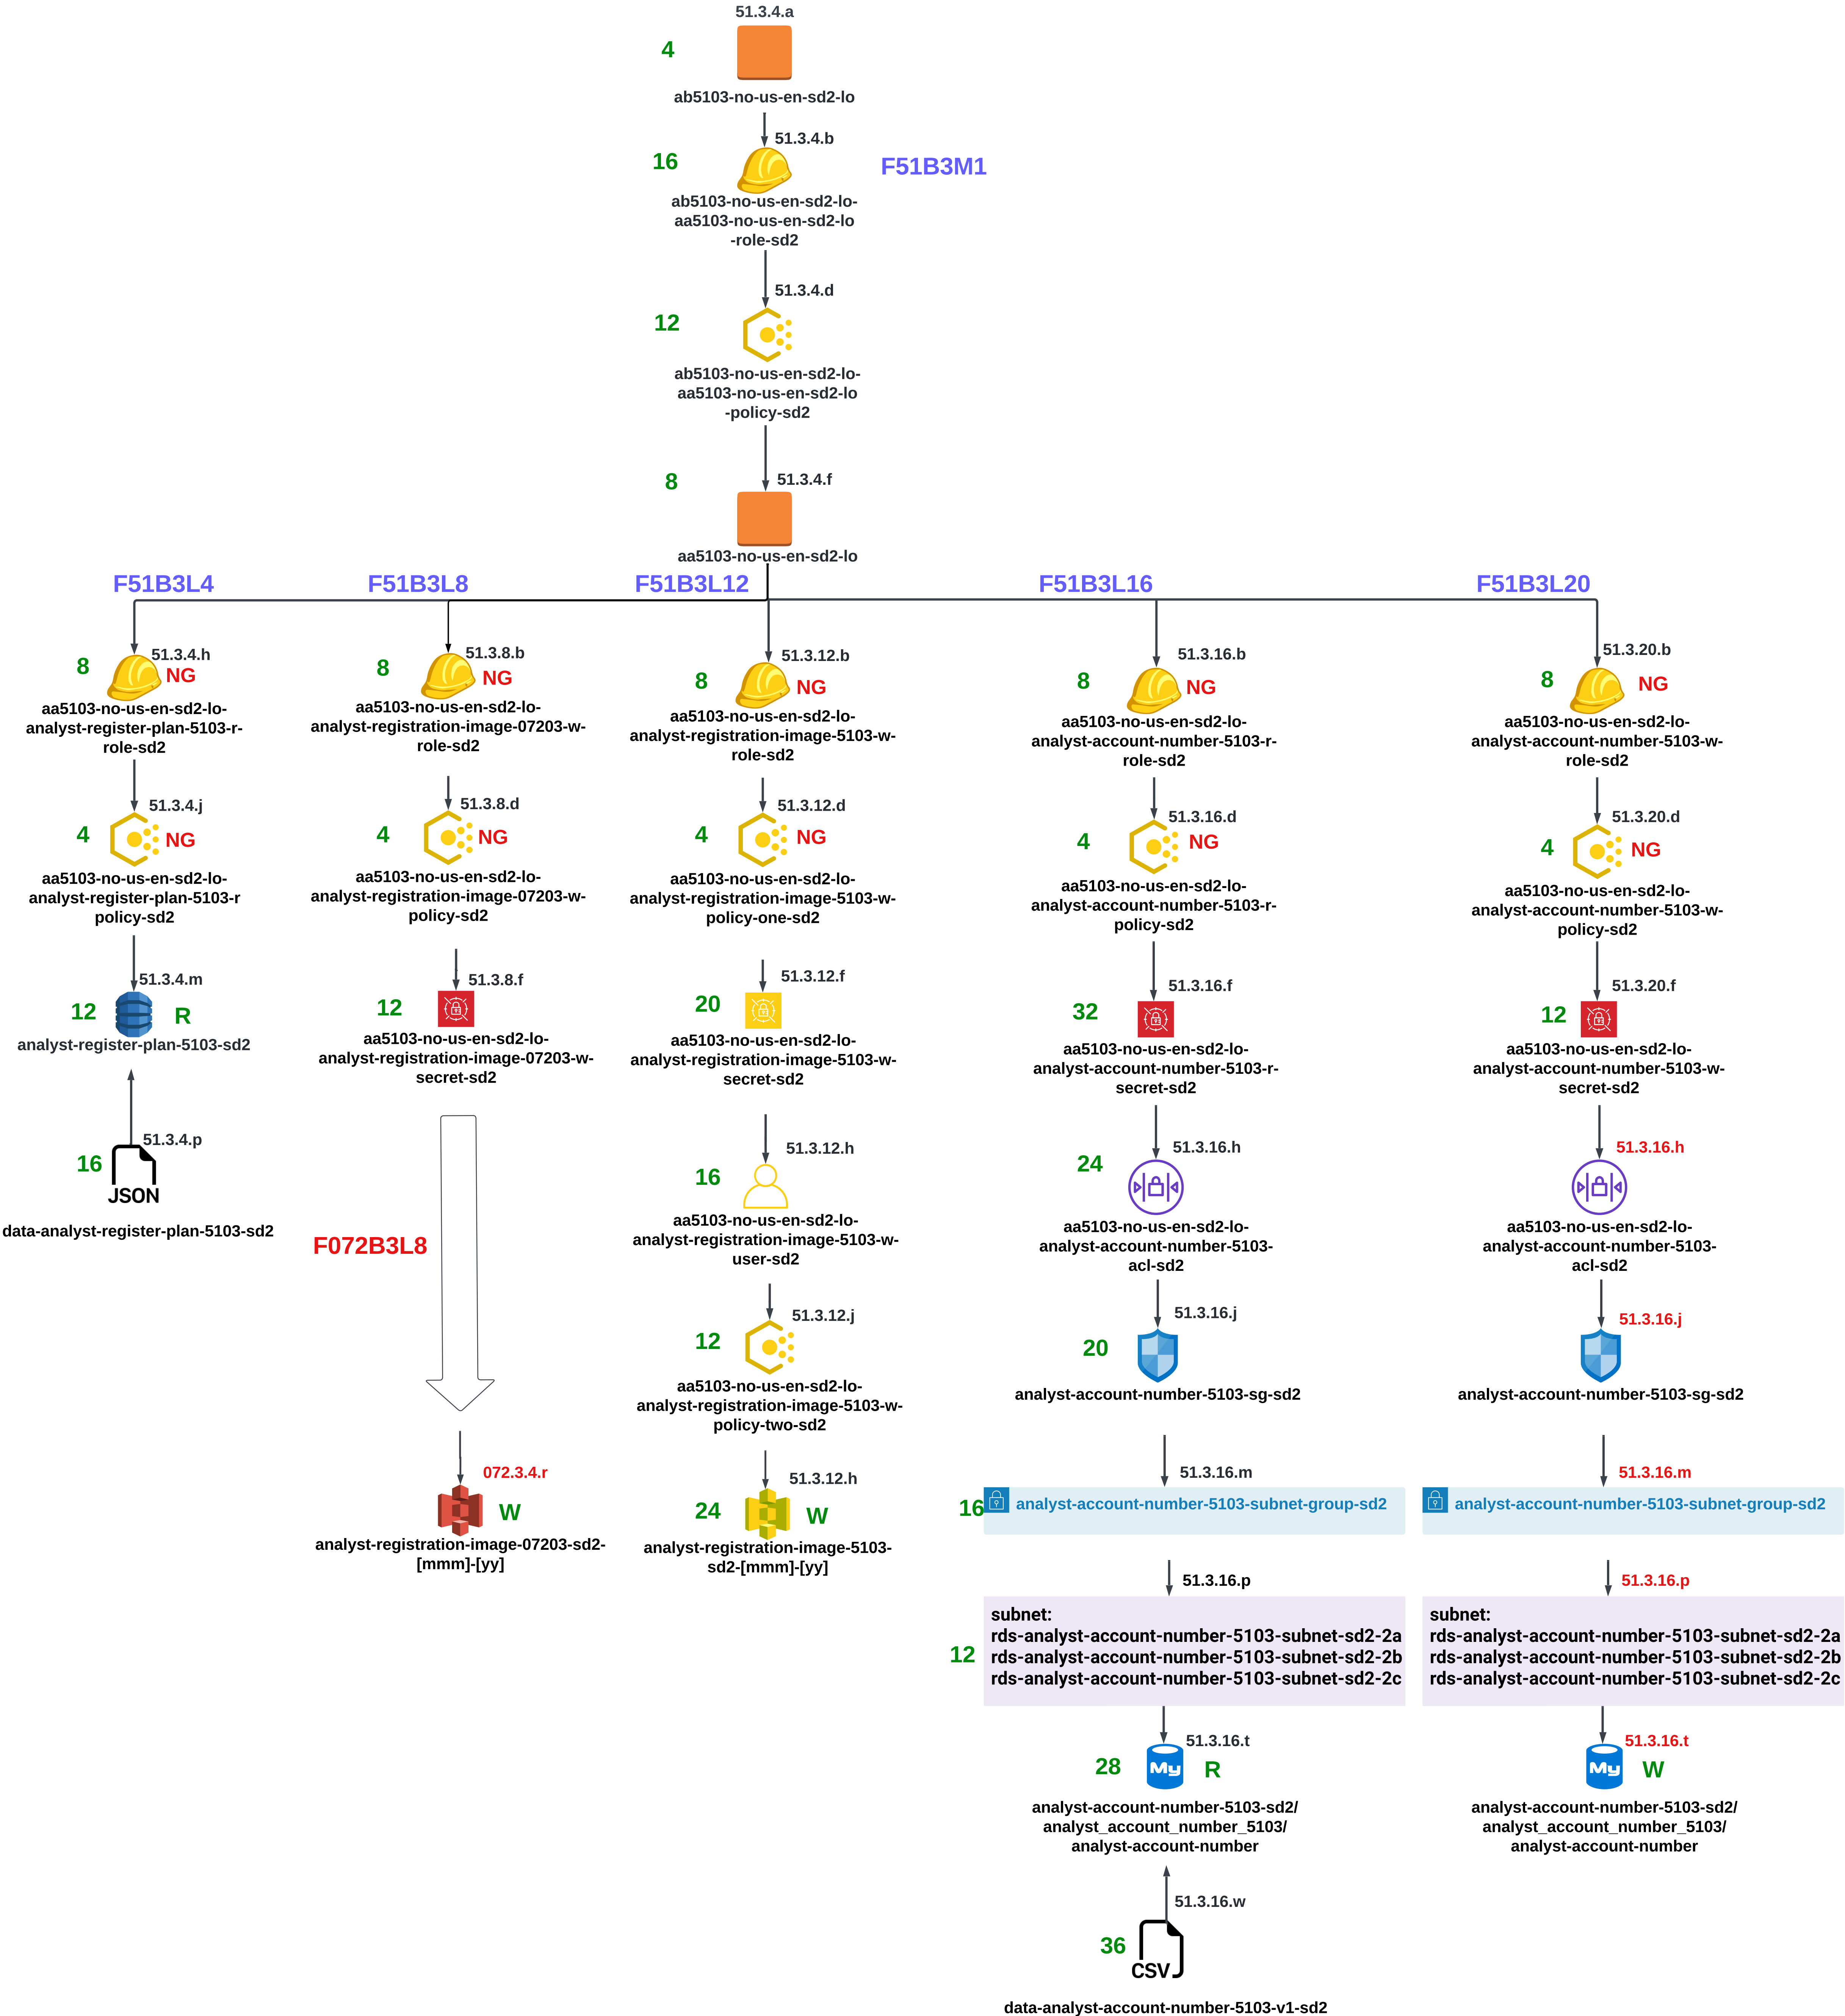 51.3.4.a
4
ab5103-no-us-en-sd2-lo
51.3.4.b
16
F51B3M1
ab5103-no-us-en-sd2-lo-
aa5103-no-us-en-sd2-lo
-role-sd2
51.3.4.d
12
ab5103-no-us-en-sd2-lo-
aa5103-no-us-en-sd2-lo
-policy-sd2
51.3.4.f
8
aa5103-no-us-en-sd2-lo
F51B3L4
51.3.4.h
8
NG
aa5103-no-us-en-sd2-lo-
analyst-register-plan-5103-r-
role-sd2
51.3.4.j
4
NG
aa5103-no-us-en-sd2-lo-
analyst-register-plan-5103-r
policy-sd2
51.3.4.m
12
R
analyst-register-plan-5103-sd2
51.3.4.p
16
JSON
data-analyst-register-plan-5103-sd2
F51B3L8
51.3.8.b
8
NG
aa5103-no-us-en-sd2-lo-
analyst-registration-image-07203-w-
role-sd2
51.3.8.d
4
NG
aa5103-no-us-en-sd2-lo-
analyst-registration-image-07203-w-
policy-sd2
51.3.8.f
12
aa5103-no-us-en-sd2-lo-
analyst-registration-image-07203-w-
secret-sd2
F072B3L8
072.3.4.r
W
analyst-registration-image-07203-sd2-
[mmm]-[yy]
F51B3L12
51.3.12.b
8
NG
aa5103-no-us-en-sd2-lo-
analyst-registration-image-5103-w-
role-sd2
51.3.12.d
4
NG
aa5103-no-us-en-sd2-lo-
analyst-registration-image-5103-w-
policy-one-sd2
51.3.12.f
20
aa5103-no-us-en-sd2-lo-
analyst-registration-image-5103-w-
secret-sd2
51.3.12.h
16
aa5103-no-us-en-sd2-lo-
analyst-registration-image-5103-w-
user-sd2
51.3.12.j
12
aa5103-no-us-en-sd2-lo-
analyst-registration-image-5103-w-
policy-two-sd2
51.3.12.h
24
W
analyst-registration-image-5103-
sd2-[mmm]-[yy]
F51B3L16
51.3.16.b
8
NG
aa5103-no-us-en-sd2-lo-
analyst-account-number-5103-r-
role-sd2
51.3.16.d
4
NG
aa5103-no-us-en-sd2-lo-
analyst-account-number-5103-r-
policy-sd2
51.3.16.f
32
aa5103-no-us-en-sd2-lo-
analyst-account-number-5103-r-
secret-sd2
51.3.16.h
24
aa5103-no-us-en-sd2-lo-
analyst-account-number-5103-
acl-sd2
51.3.16.j
20
analyst-account-number-5103-sg-sd2
51.3.16.m
16
analyst-account-number-5103-subnet-group-sd2
51.3.16.p
12
subnet:
rds-analyst-account-number-5103-subnet-sd2-2a
rds-analyst-account-number-5103-subnet-sd2-2b
rds-analyst-account-number-5103-subnet-sd2-2c
51.3.16.t
28
My
R
analyst-account-number-5103-sd2/
analyst_account_number_5103/
analyst-account-number
51.3.16.w
36
CSV
data-analyst-account-number-5103-v1-sd2
F51B3L20
51.3.20.b
8
NG
aa5103-no-us-en-sd2-lo-
analyst-account-number-5103-w-
role-sd2
51.3.20.d
4
NG
aa5103-no-us-en-sd2-lo-
analyst-account-number-5103-w-
policy-sd2
51.3.20.f
12
aa5103-no-us-en-sd2-lo-
analyst-account-number-5103-w-
secret-sd2
51.3.16.h
aa5103-no-us-en-sd2-lo-
analyst-account-number-5103-
acl-sd2
51.3.16.j
analyst-account-number-5103-sg-sd2
51.3.16.m
analyst-account-number-5103-subnet-group-sd2
51.3.16.p
subnet:
rds-analyst-account-number-5103-subnet-sd2-2a
rds-analyst-account-number-5103-subnet-sd2-2b
rds-analyst-account-number-5103-subnet-sd2-2c
51.3.16.t
My
W
analyst-account-number-5103-sd2/
analyst_account_number_5103/
analyst-account-number